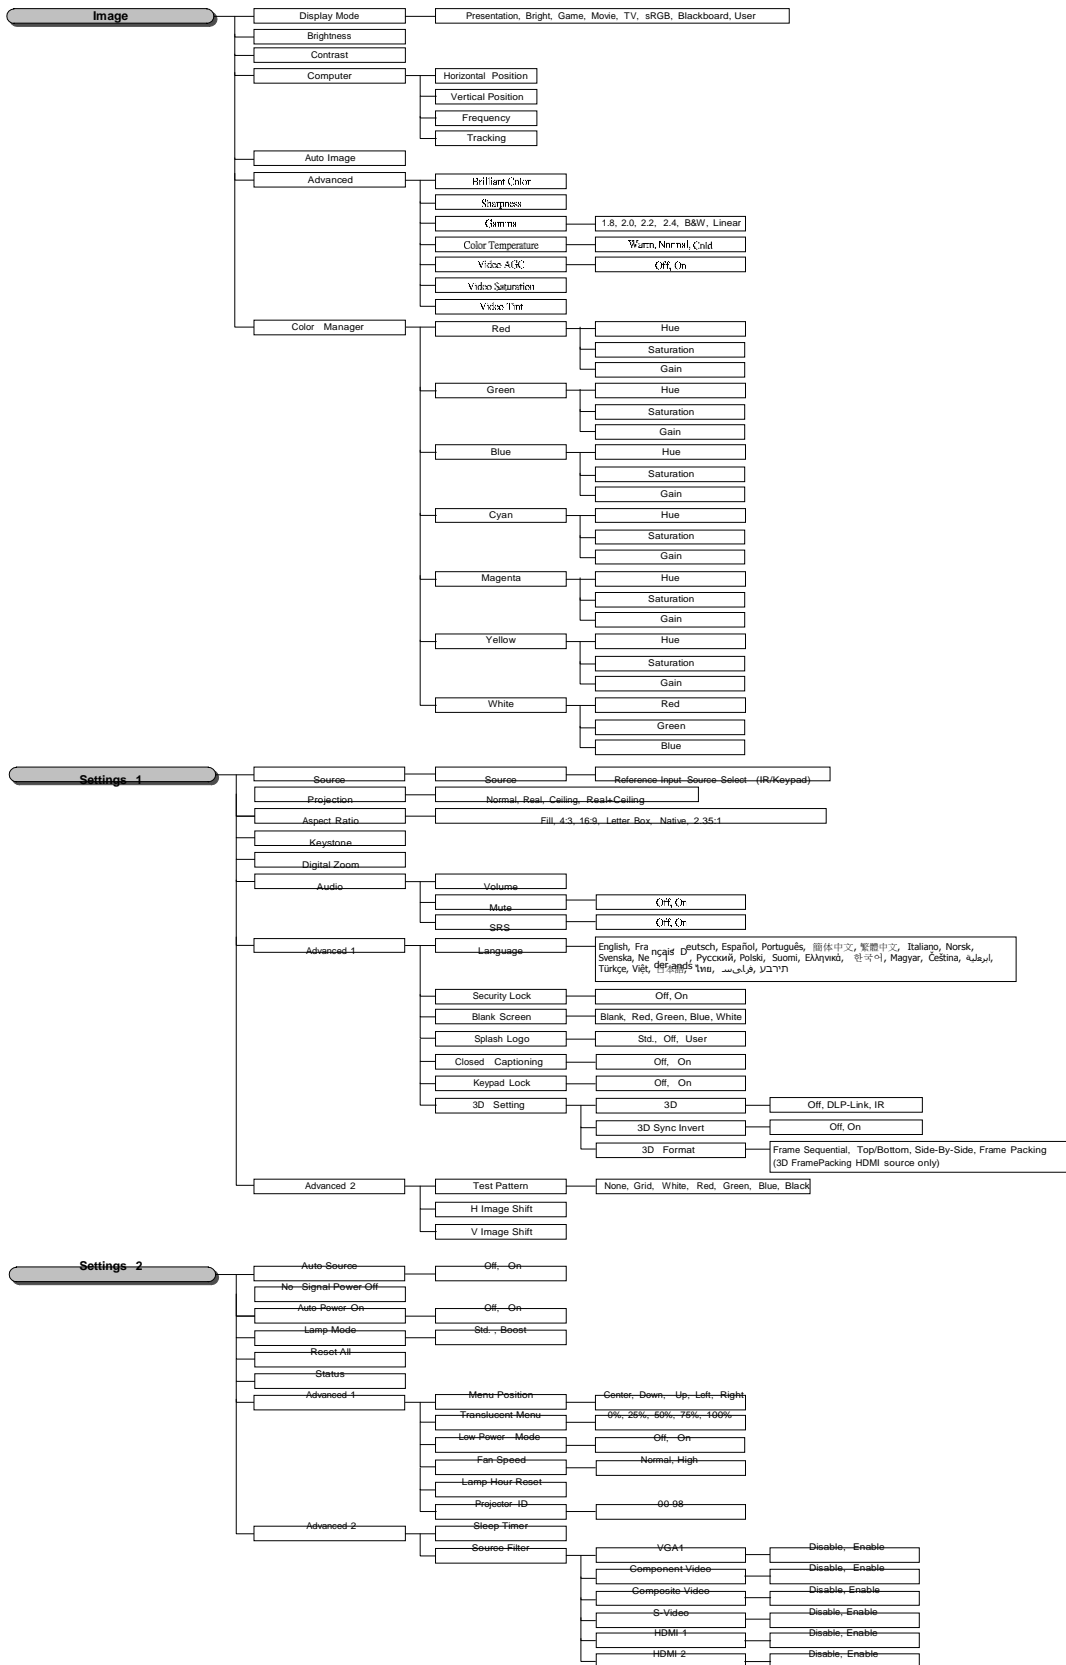 Image
Display Mode
Presentation, Bright, Game, Movie, TV, sRGB, Blackboard, User
Brightness
Contrast
Computer
Horizontal Position
Vertical Position
Frequency
Tracking
Auto Image
Advanced
Brilliant Color
Sharpness
Gamma
1.8, 2.0, 2.2, 2.4, B&W, Linear
Color Temperature
Warm, Normal, Cold
Video AGC
Off, On
Video Saturation
Video Tint
Color Manager
Red
Hue
Saturation
Gain
Green
Hue
Saturation
Gain
Blue
Hue
Saturation
Gain
Cyan
Hue
Saturation
Gain
Magenta
Hue
Saturation
Gain
Yellow
Hue
Saturation
Gain
White
Red
Green
Blue
Settings 1
Source
Source
Reference Input Source Select (IR/Keypad)
Projection
Normal, Real, Ceiling, Real+Ceiling
Aspect Ratio
Fill, 4:3, 16:9, Letter Box, Native, 2.35:1
Keystone
Digital Zoom
Audio
Volume
Mute
Off, On
SRS
Off, On
Advanced 1
Language
English, Français Deutsch, Español, Português, 簡体中文, 繁體中文, Italiano, Norsk,
Svenska, Nederlands, Русский, Polski, Suomi, Ελληνικά, 한국어, Magyar, Čeština,
Türkçe, Việt, 日本語, ไทย, תירבע
Security Lock
Off, On
Blank Screen
Blank, Red, Green, Blue, White
Splash Logo
Std., Off, User
Closed Captioning
Off, On
Keypad Lock
Off, On
3D Setting
3D
Off, DLP-Link, IR
3D Sync Invert
Off, On
3D Format
Frame Sequential, Top/Bottom, Side-By-Side, Frame Packing
(3D FramePacking HDMI source only)
Advanced 2
Test Pattern
None, Grid, White, Red, Green, Blue, Black
H Image Shift
V Image Shift
Settings 2
Auto Source
Off, On
No Signal Power Off
Auto Power On
Off, On
Lamp Mode
Std., Boost
Reset All
Status
Advanced 1
Menu Position
Center, Down, Up, Left, Right
Translucent Menu
0%, 25%, 50%, 75%, 100%
Low Power Mode
Off, On
Fan Speed
Normal, High
Lamp Hour Reset
Projector ID
00-98
Advanced 2
Sleep Timer
Source Filter
VGA1
Disable, Enable
Component Video
Disable, Enable
Composite Video
Disable, Enable
S-Video
Disable, Enable
HDMI 1
Disable, Enable
HDMI 2
Disable, Enable